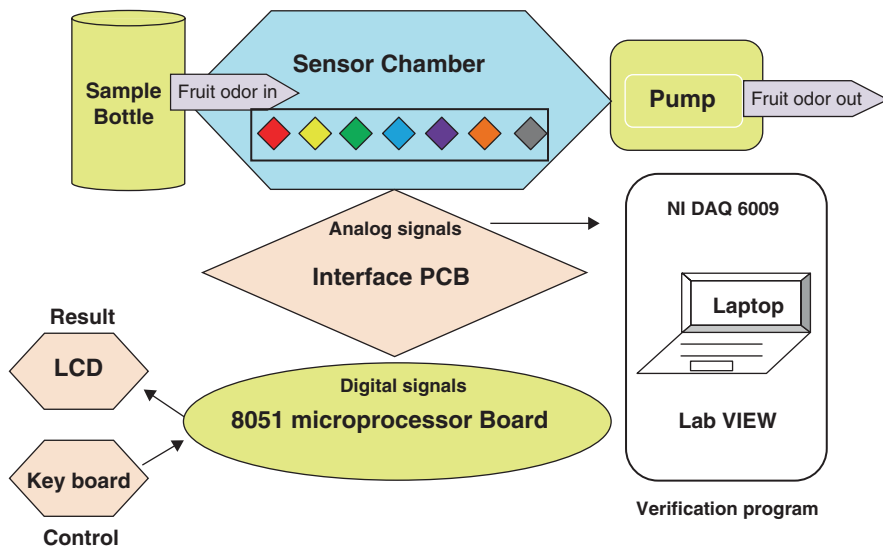 Sample
Bottle
Fruit odor in
Sensor Chamber
Pump
Fruit odor out
Analog signals
Interface PCB
NI DAQ 6009
Laptop
Lab VIEW
Verification program
Result
LCD
Digital signals
8051 microprocessor Board
Key board
Control